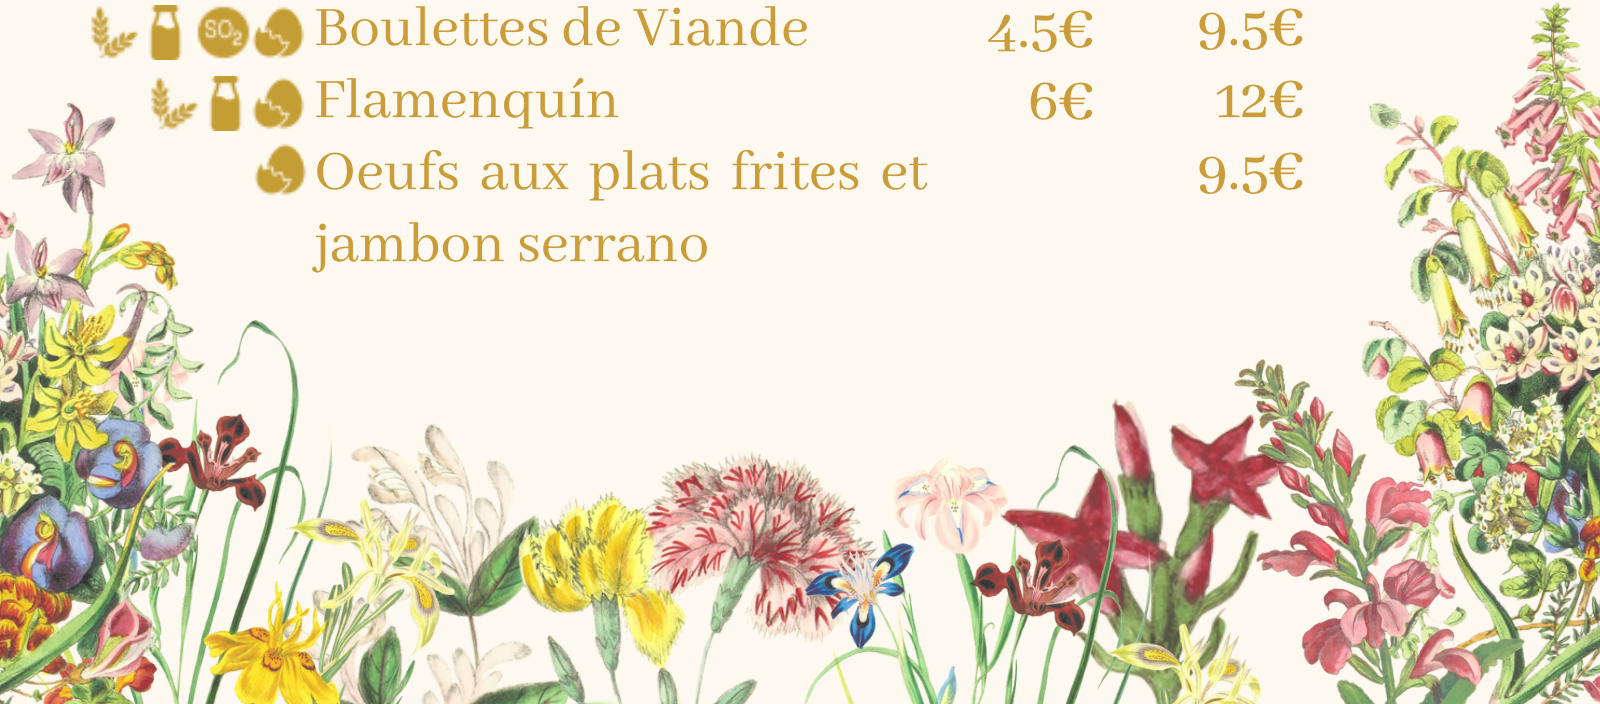 SO₂ Boulettes de Viande 4.5€ 9.5€
Flamenquín 6€ 12€
Oeufs aux plats frites et 9.5€
jambon serrano